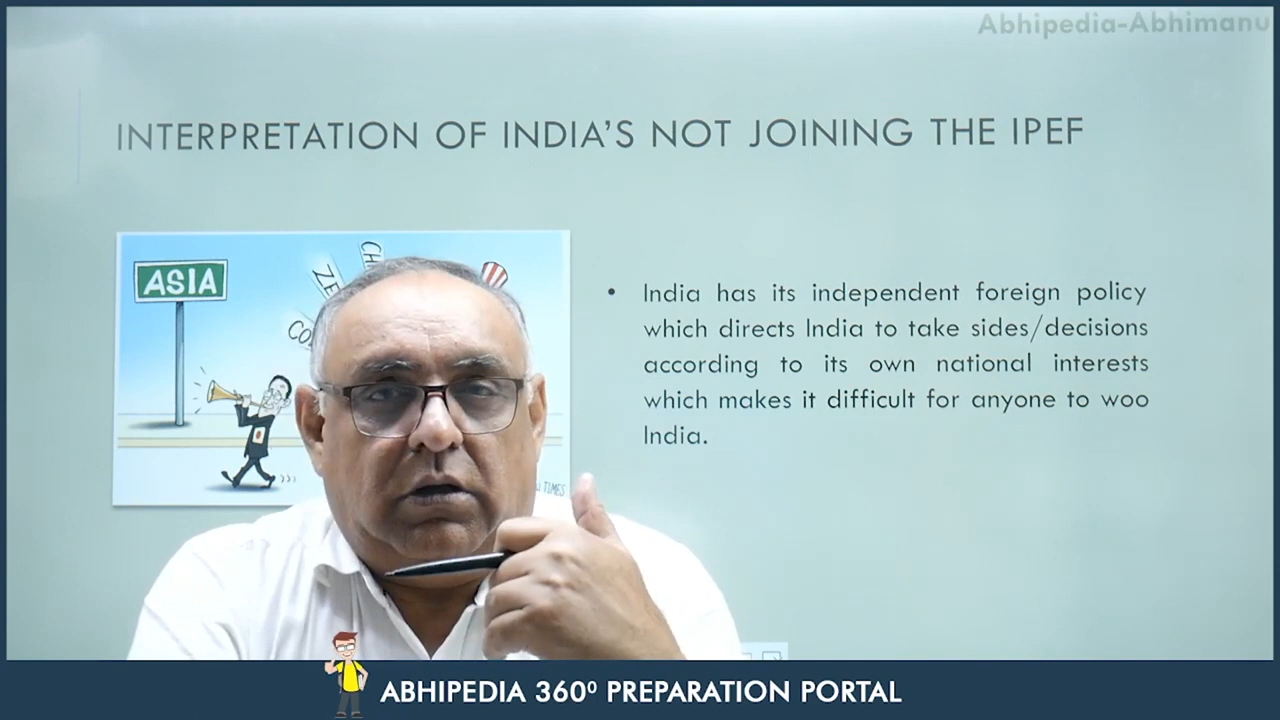 Abhipedia-Abhimanu
INTERPRETATION OF INDIA'S NOT JOINING THE IPEF
ASIA
• India has its independent foreign policy
which directs India to take sides/decisions
according to its own national interests
which makes it difficult for anyone to woo
India.
TIMES
ABHIPEDIA 360⁰ PREPARATION PORTAL